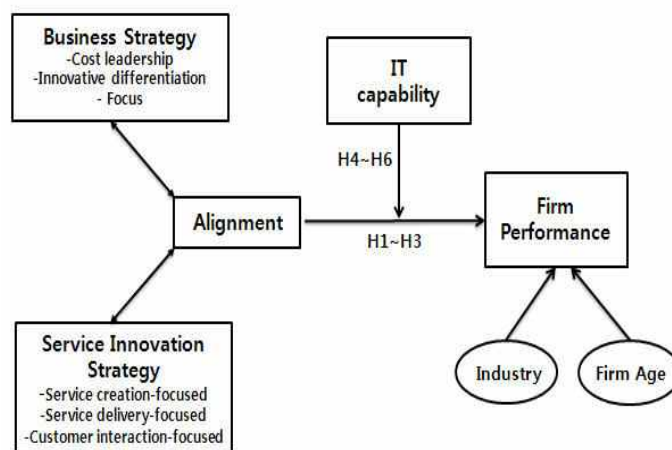 Business Strategy
-Cost leadership
-Innovative differentiation
- Focus
IT
capability
H4~H6
Alignment
H1~H3
Firm
Performance
Service Innovation
Strategy
-Service creation-focused
-Service delivery-focused
-Customer interaction-focused
Industry
Firm Age